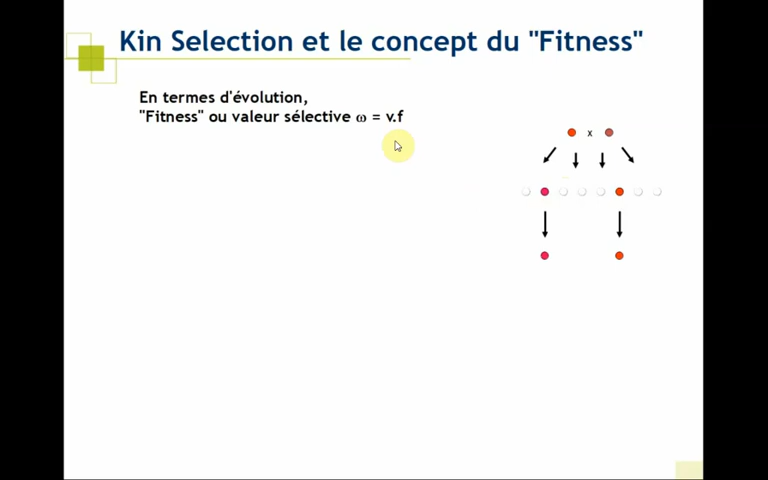 Kin Selection et le concept du "Fitness"
En termes d'évolution,
"Fitness" ou valeur sélective ω = v.f
x